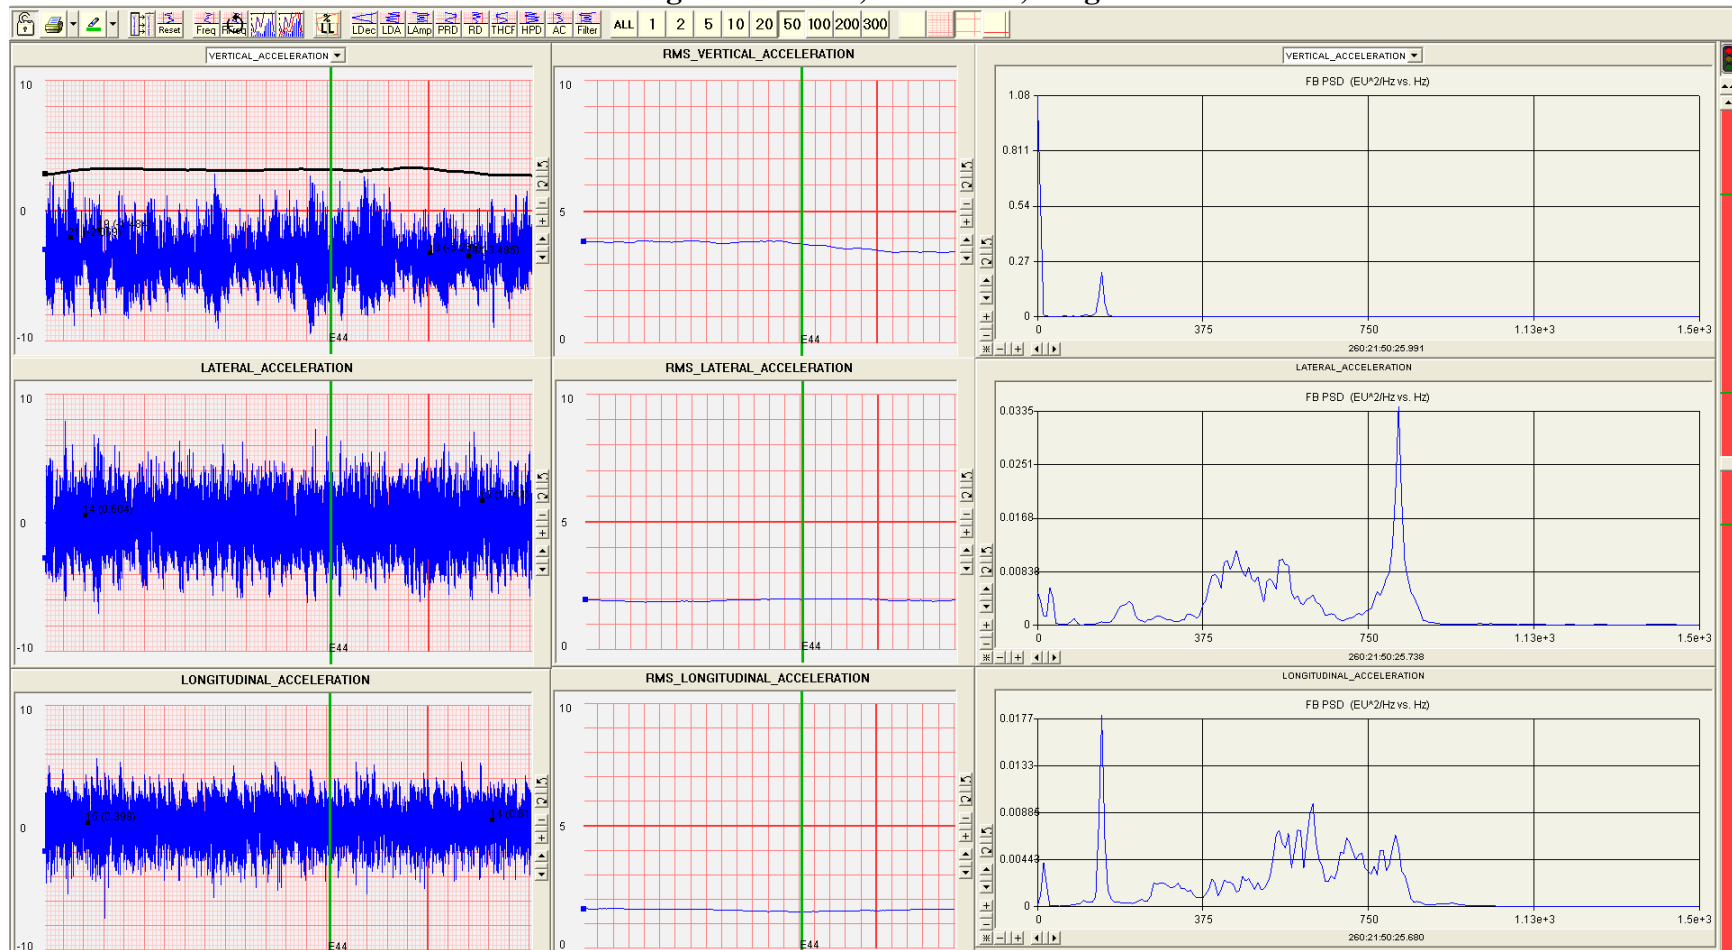 Reset Freq LL LDec LDA LAmp PRD RD THCF HPD AC Filter ALL 1 2 5 10 20 50 100 200 300
VERTICAL_ACCELERATION
10
0
-10
E44
RMS_VERTICAL_ACCELERATION
10
5
0
E44
VERTICAL_ACCELERATION
FB PSD (EU^2/Hz vs. Hz)
1.08
0.811
0.54
0.27
0
0 375 750 1.13e+3 1.5e+3
260:21:50:25.991
LATERAL_ACCELERATION
10
0
-10
14 (0.604)
E44
RMS_LATERAL_ACCELERATION
10
5
0
E44
LATERAL_ACCELERATION
FB PSD (EU^2/Hz vs. Hz)
0.0335
0.0251
0.0168
0.00838
0
0 375 750 1.13e+3 1.5e+3
260:21:50:25.738
LONGITUDINAL_ACCELERATION
10
0
-10
15 (0.399)
E44
RMS_LONGITUDINAL_ACCELERATION
10
5
0
E44
LONGITUDINAL_ACCELERATION
FB PSD (EU^2/Hz vs. Hz)
0.0177
0.0133
0.00886
0.00443
0
0 375 750 1.13e+3 1.5e+3
260:21:50:25.680